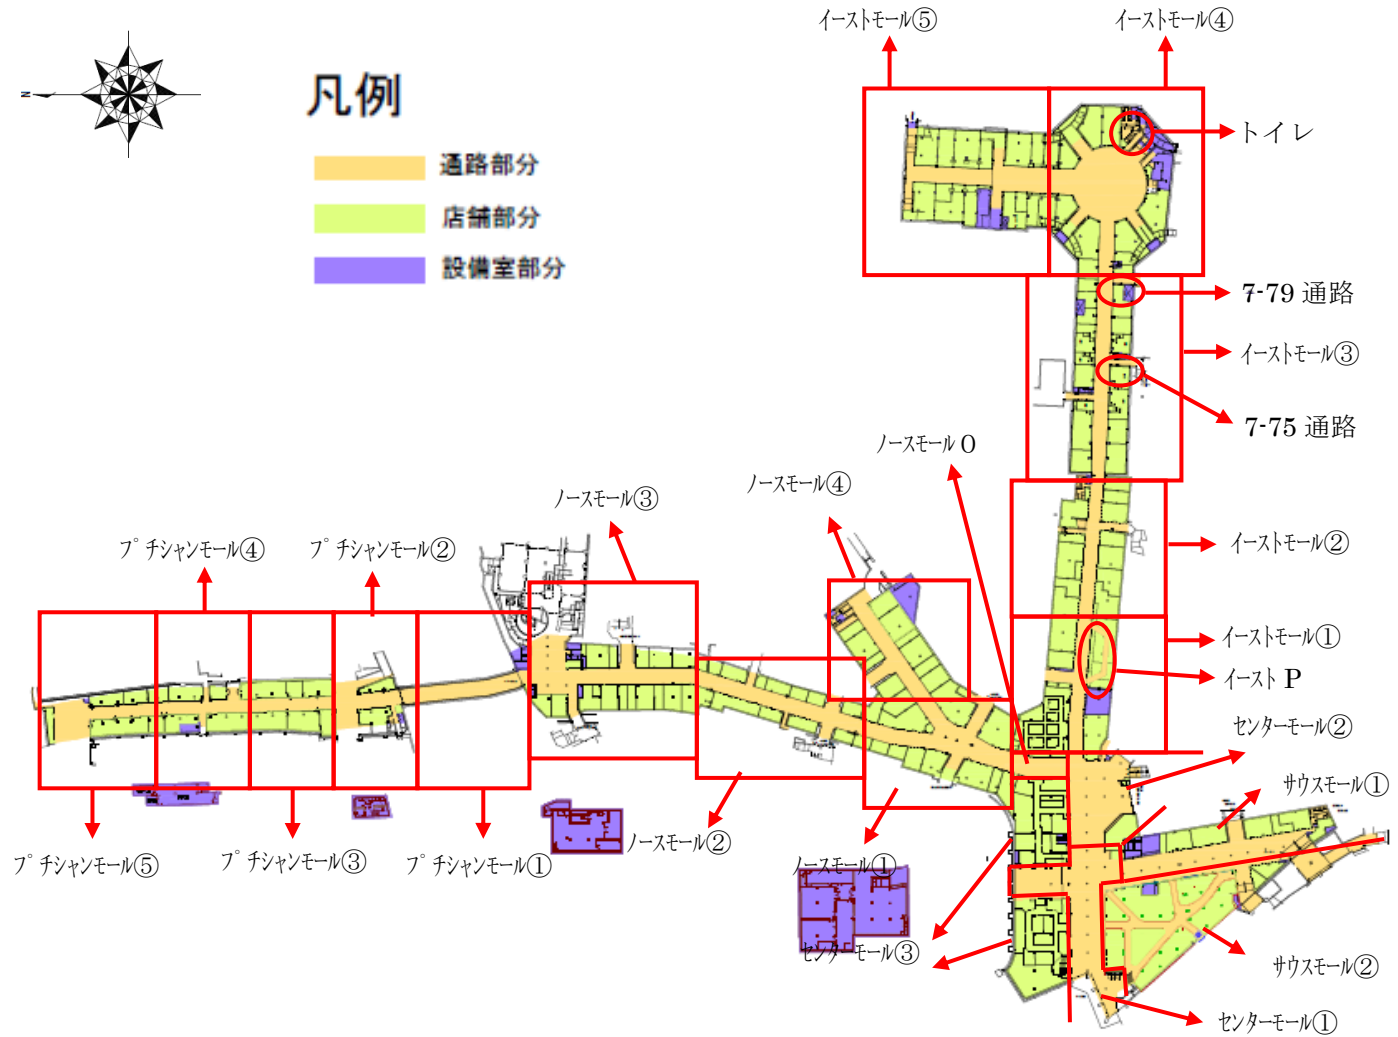 イーストモール⑤
イーストモール④
N
凡例
通路部分
店舗部分
設備室部分
トイレ
7-79 通路
イーストモール③
7-75 通路
ノースモール0
ノースモール④
ノースモール③
プチシャンモール④
プチシャンモール②
イーストモール②
イーストモール①
イースト P
センターモール②
サウスモール①
プチシャンモール⑤
プチシャンモール③
プチシャンモール①
ノースモール②
ノースモール①
センターモール③
サウスモール②
センターモール①